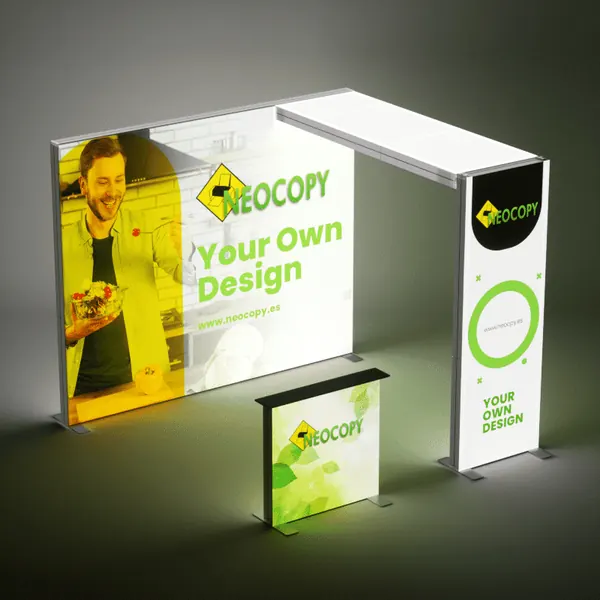 NEOCOPY
Your Own
Design
www.neocopy.es
NEOCOPY
www.neocopy.es
YOUR
OWN
DESIGN
NEOCOPY